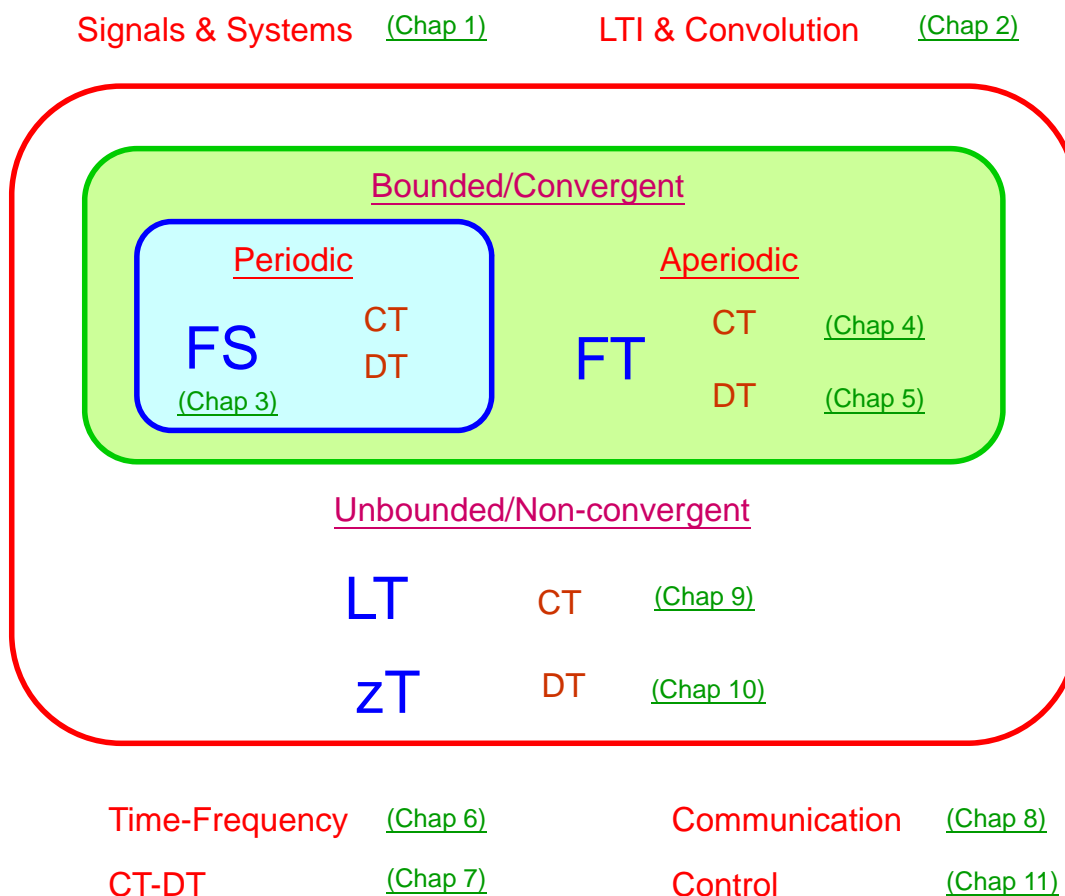 Signals & Systems (Chap 1) LTI & Convolution (Chap 2)
Bounded/Convergent
Periodic
FS
CT
DT
(Chap 3)
Aperiodic
FT
CT (Chap 4)
DT (Chap 5)
Unbounded/Non-convergent
LT CT (Chap 9)
zT DT (Chap 10)
Time-Frequency (Chap 6) Communication (Chap 8)
CT-DT (Chap 7) Control (Chap 11)